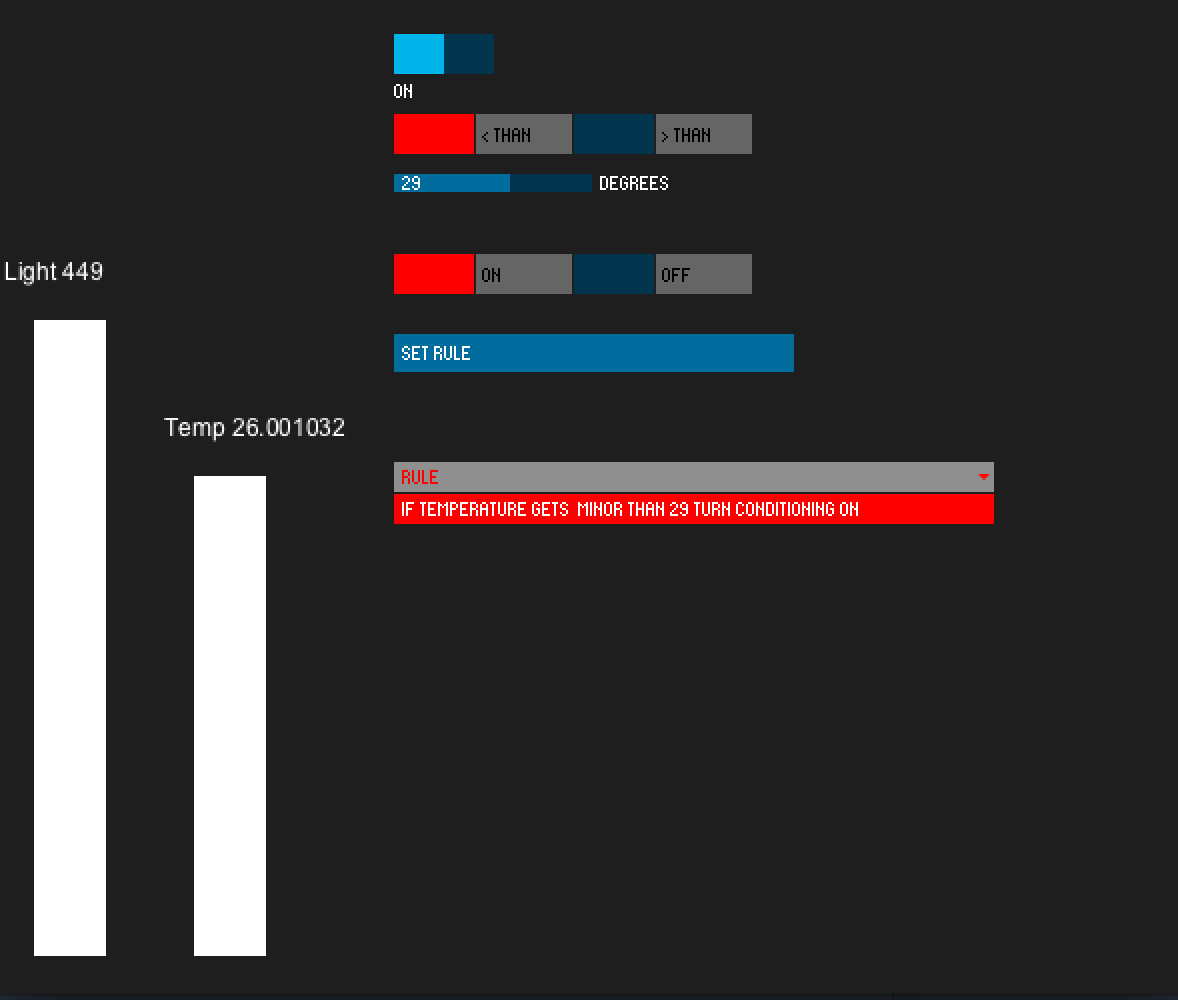 ON
< THAN > THAN
29 DEGREES
Light 449
ON OFF
SET RULE
Temp 26.001032
RULE
IF TEMPERATURE GETS  MINOR THAN 29 TURN CONDITIONING ON